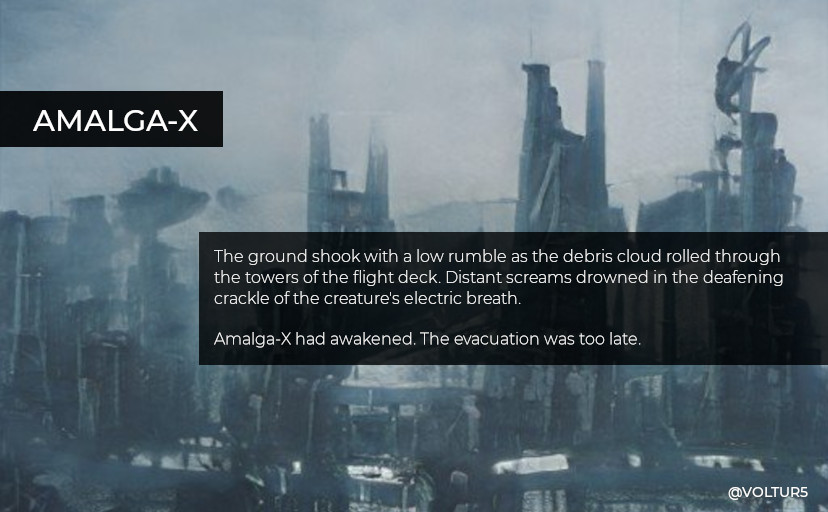 AMALGA-X
The ground shook with a low rumble as the debris cloud rolled through
the towers of the flight deck. Distant screams drowned in the deafening
crackle of the creature's electric breath.
Amalga-X had awakened. The evacuation was too late.
@VOLTUR5